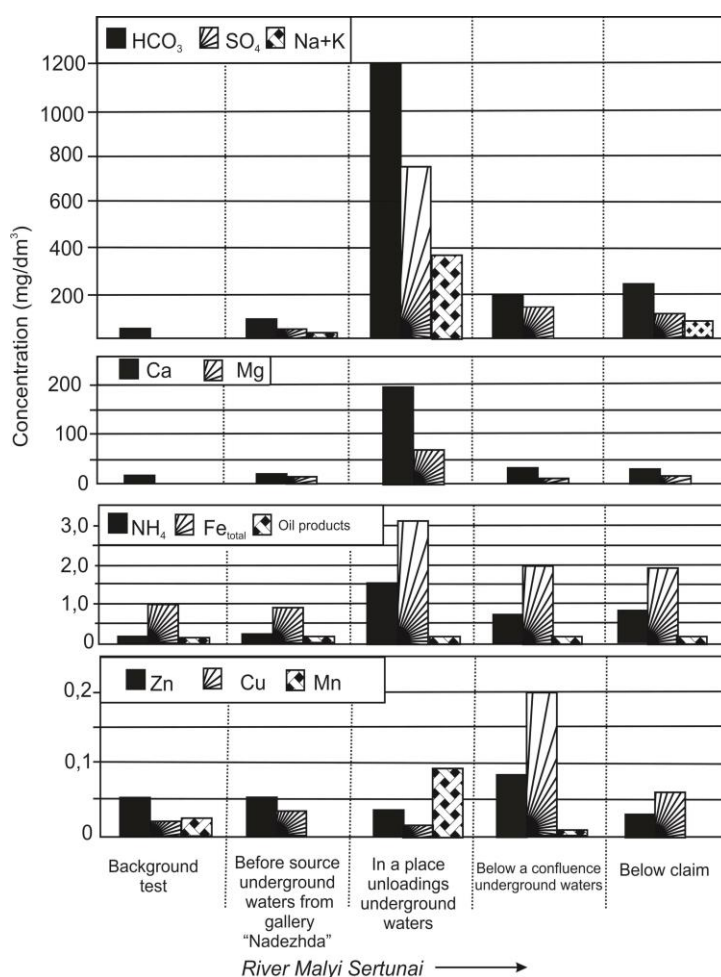 HCO₃ SO₄ Na+K
1200
1000
800
600
400
200
Concentration (mg/dm³)
Ca Mg
200
100
0
NH₄ Fe_total Oil products
3,0
2,0
1,0
0
Zn Cu Mn
0,2
0,1
0
Background
test
Before source
underground
waters from
gallery
“Nadezhda”
In a place
unloadings
underground
waters
Below a confluence
underground waters
Below claim
River Malyi Sertunai